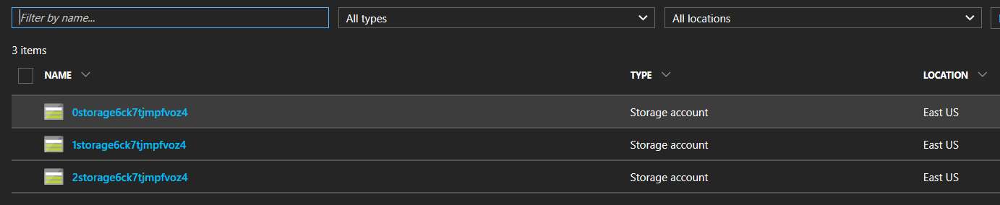 Filter by name... All types All locations
3 items
NAME TYPE LOCATION
0storage6ck7tjmpfvoz4 Storage account East US
1storage6ck7tjmpfvoz4 Storage account East US
2storage6ck7tjmpfvoz4 Storage account East US